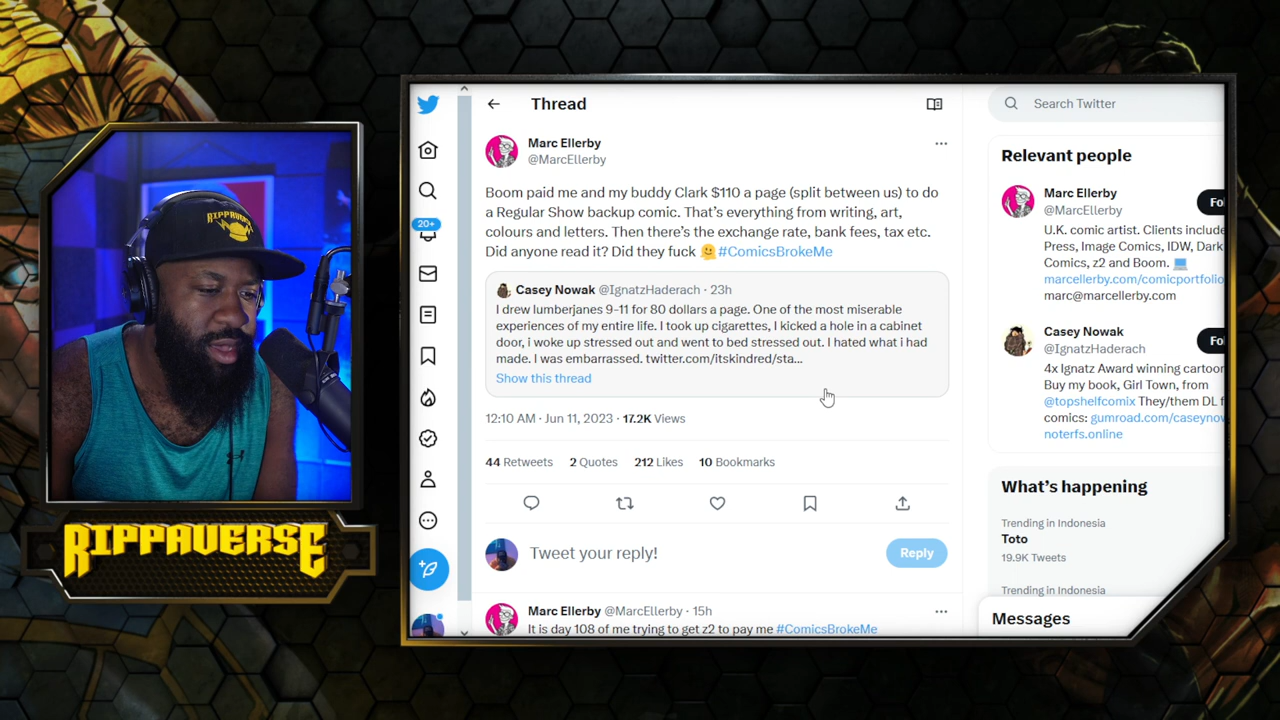 RIPPAVERSE
RIPPAVERSE
20+
Thread
Marc Ellerby
@MarcEllerby
Boom paid me and my buddy Clark $110 a page (split between us) to do
a Regular Show backup comic. That’s everything from writing, art,
colours and letters. Then there’s the exchange rate, bank fees, tax etc.
Did anyone read it? Did they fuck 🫠 #ComicsBrokeMe
Casey Nowak @IgnatzHaderach · 23h
I drew lumberjanes 9-11 for 80 dollars a page. One of the most miserable
experiences of my entire life. I took up cigarettes, I kicked a hole in a cabinet
door, i woke up stressed out and went to bed stressed out. I hated what i had
made. I was embarrassed. twitter.com/itskindred/sta...
Show this thread
12:10 AM · Jun 11, 2023 · 17.2K Views
44 Retweets 2 Quotes 212 Likes 10 Bookmarks
Tweet your reply!
Reply
Marc Ellerby @MarcEllerby · 15h
It is day 108 of me trying to get z2 to pay me #ComicsBrokeMe
Search Twitter
Relevant people
Marc Ellerby
@MarcEllerby
Fol
U.K. comic artist. Clients include
Press, Image Comics, IDW, Dark
Comics, z2 and Boom. 💻
marcellerby.com/comicportfolio
marc@marcellerby.com
Casey Nowak
@IgnatzHaderach
Fol
4x Ignatz Award winning cartoon
Buy my book, Girl Town, from
@topshelfcomix They/them DL f
comics: gumroad.com/caseynov
noterfs.online
What’s happening
Trending in Indonesia
Toto
19.9K Tweets
Trending in Indonesia
Messages